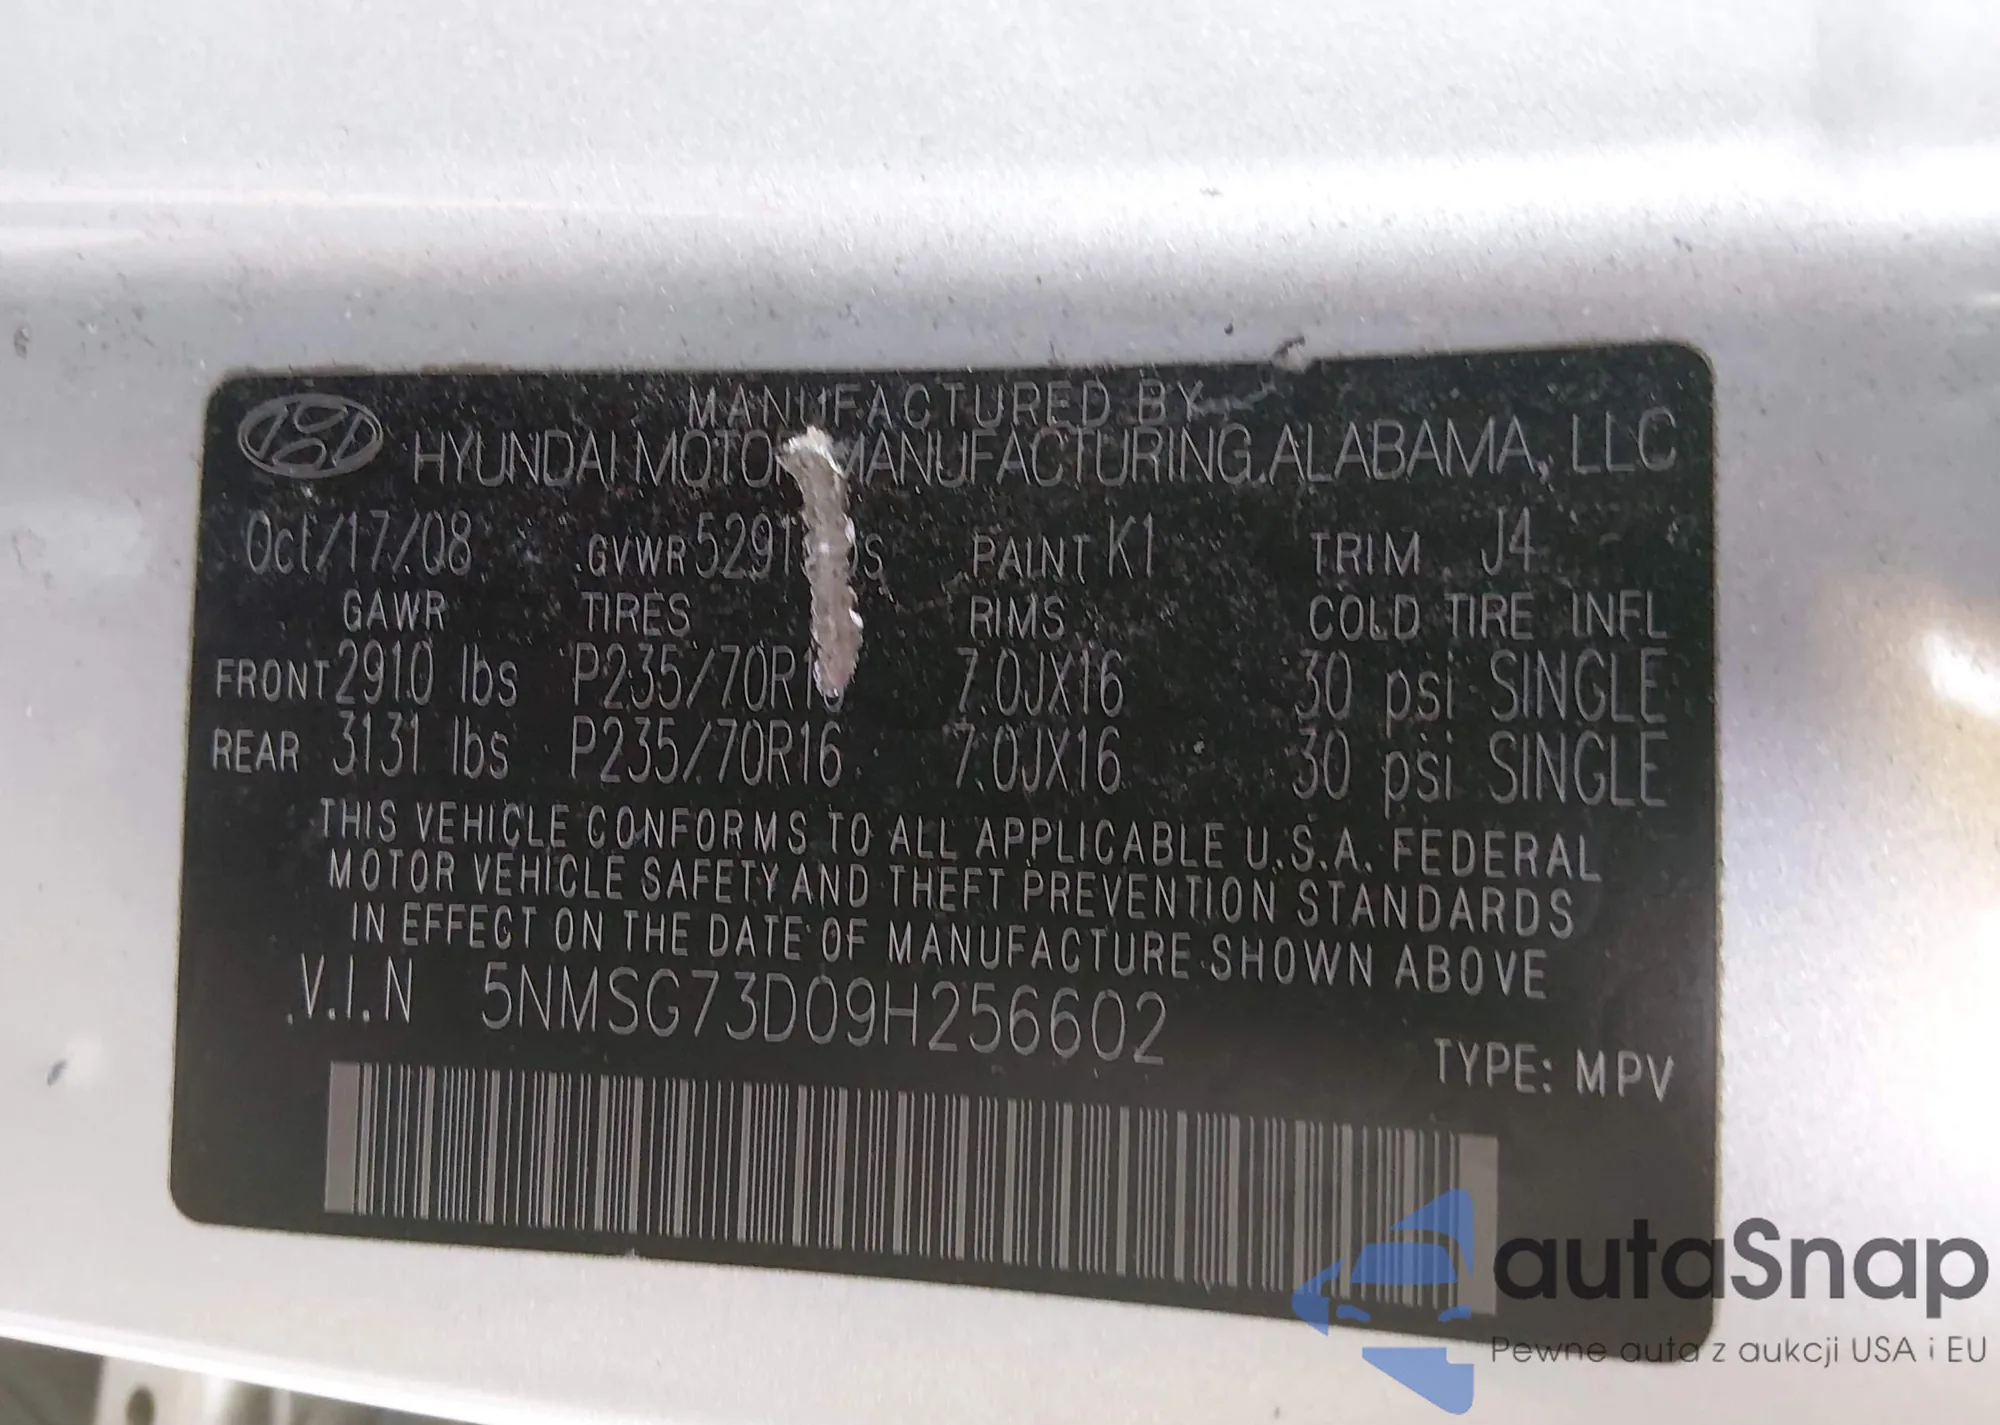 MANUFACTURED BY
HYUNDAI MOTOR MANUFACTURING ALABAMA, LLC
Oct/17/08 GVWR 5291 PAINT K1 TRIM J4
GAWR TIRES RIMS COLD TIRE INFL
FRONT 2910 lbs P235/70R16 7.0JX16 30 psi SINGLE
REAR 3131 lbs P235/70R16 7.0JX16 30 psi SINGLE
THIS VEHICLE CONFORMS TO ALL APPLICABLE U.S.A. FEDERAL
MOTOR VEHICLE SAFETY AND THEFT PREVENTION STANDARDS
IN EFFECT ON THE DATE OF MANUFACTURE SHOWN ABOVE
V.I.N 5NMSG73D09H256602
TYPE: MPV
autaSnap
Pewne auta z aukcji USA i EU